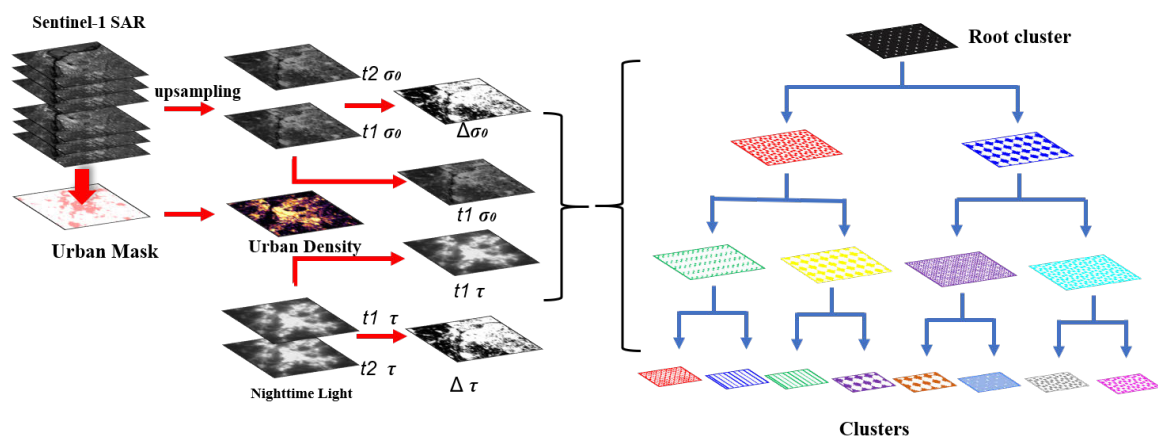 Sentinel-1 SAR
upsampling
t2 σ₀
t1 σ₀
Δσ₀
t1 σ₀
Urban Mask
Urban Density
t1 τ
t1 τ
t2 τ
Δ τ
Nighttime Light
Root cluster
Clusters